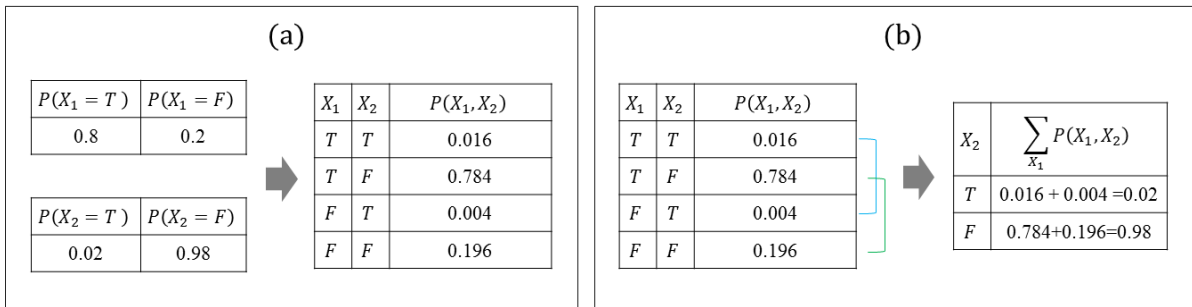 (a)
P(X₁ = T ) P(X₁ = F)
0.8 0.2
P(X₂ = T ) P(X₂ = F)
0.02 0.98
X₁ X₂ P(X₁, X₂)
T T 0.016
T F 0.784
F T 0.004
F F 0.196
(b)
X₁ X₂ P(X₁, X₂)
T T 0.016
T F 0.784
F T 0.004
F F 0.196
X₂ ∑X₁ P(X₁, X₂)
T 0.016 + 0.004 =0.02
F 0.784+0.196=0.98